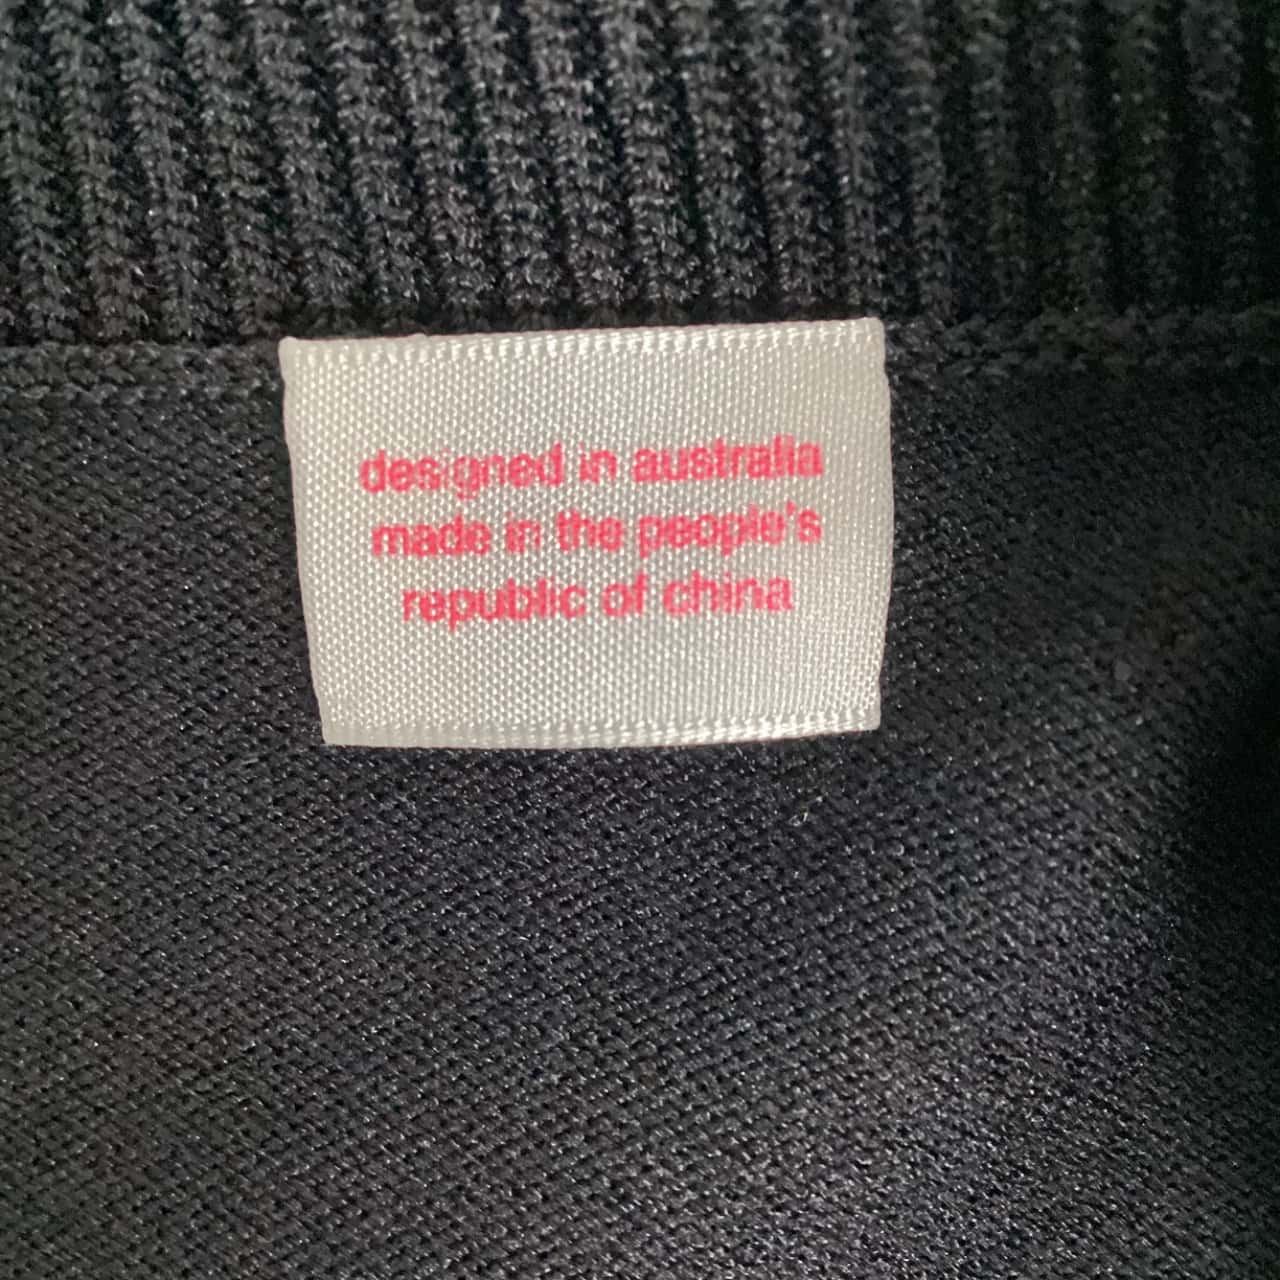 designed in australia
made in the people's
republic of china